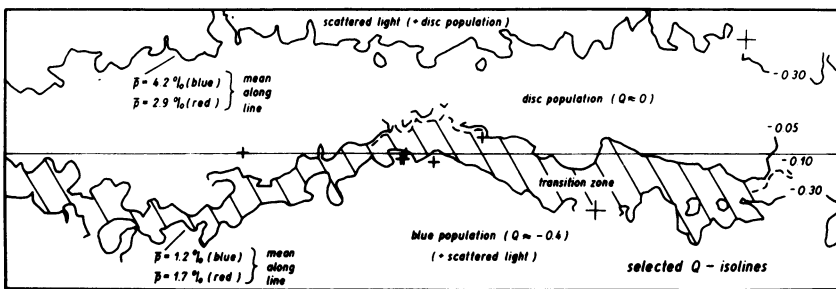 scattered light (+ disc population)
p̄ = 4.2 % (blue)
p̄ = 2.9 % (red)
mean
along
line
- 0.30
disc population (Q ≈ 0)
- 0.05
- 0.10
- 0.30
transition zone
blue population (Q ≈ - 0.4)
(+ scattered light)
p̄ = 1.2 % (blue)
p̄ = 1.7 % (red)
mean
along
line
selected Q - isolines